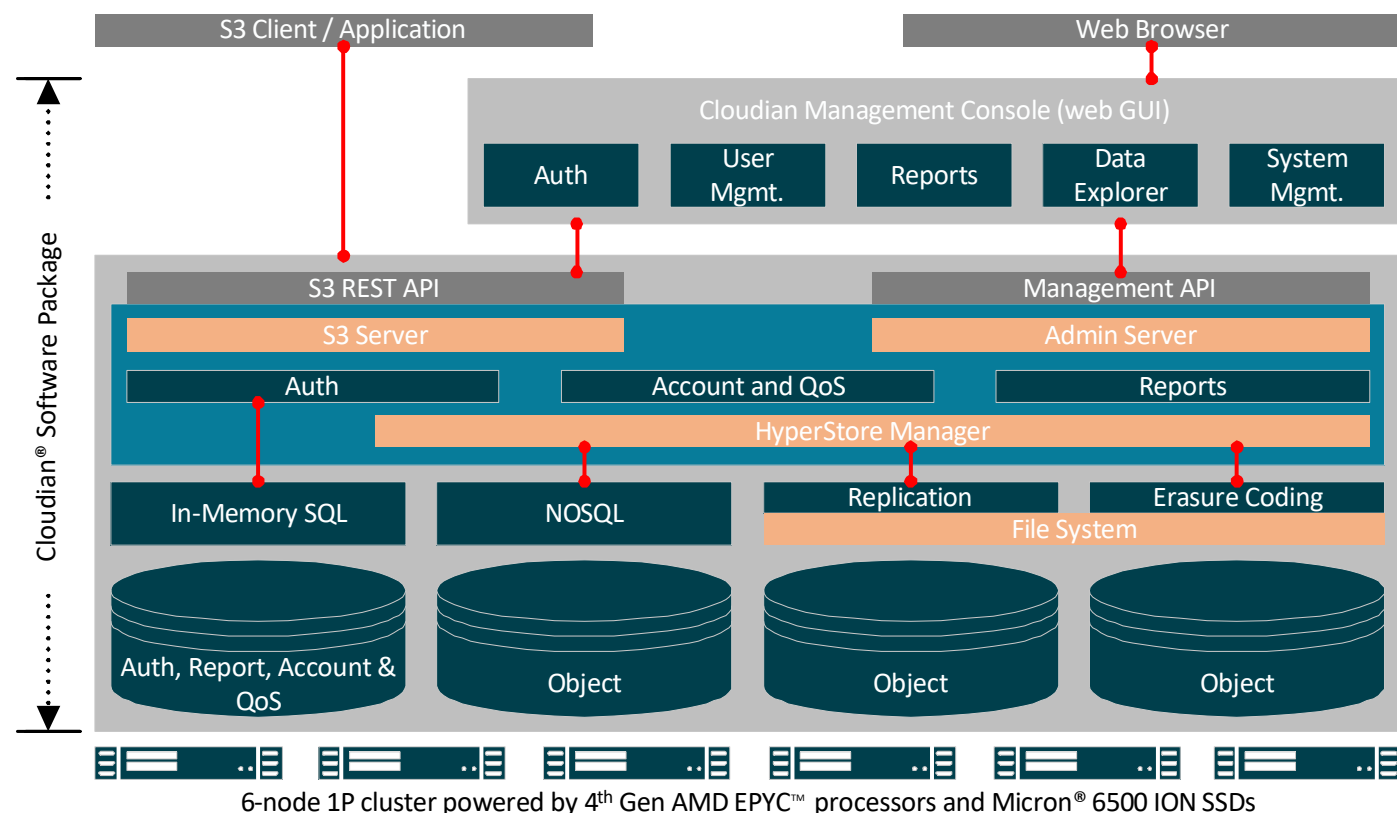 S3 Client / Application
Web Browser
Cloudian Management Console (web GUI)
Auth
User
Mgmt.
Reports
Data
Explorer
System
Mgmt.
Cloudian® Software Package
S3 REST API
Management API
S3 Server
Admin Server
Auth
Account and QoS
Reports
HyperStore Manager
In-Memory SQL
NOSQL
Replication
Erasure Coding
File System
Auth, Report, Account &
QoS
Object
Object
Object
6-node 1P cluster powered by 4th Gen AMD EPYC™ processors and Micron® 6500 ION SSDs